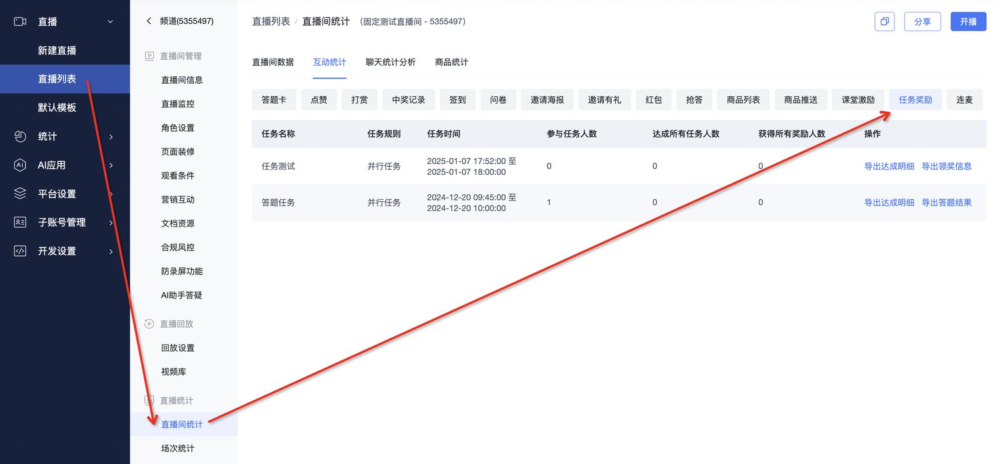 直播
新建直播
直播列表
默认模板
统计
AI应用
平台设置
子账号管理
开发设置
频道(5355497)
直播间管理
直播间信息
直播监控
角色设置
页面装修
观看条件
营销互动
文档资源
合规风控
防录屏功能
AI助手答疑
直播回放
回放设置
视频库
直播统计
直播间统计
场次统计
直播列表 / 直播间统计 (固定测试直播间 - 5355497)
分享 开播
直播间数据 互动统计 聊天统计分析 商品统计
答题卡 点赞 打赏 中奖记录 签到 问卷 邀请海报 邀请有礼 红包 抢答 商品列表 商品推送 课堂激励 任务奖励 连麦
任务名称 任务规则 任务时间 参与任务人数 达成所有任务人数 获得所有奖励人数 操作
任务测试 并行任务 2025-01-07 17:52:00 至 0 0 0 导出达成明细 导出领奖信息
2025-01-07 18:00:00
答题任务 并行任务 2024-12-20 09:45:00 至 1 0 0 导出达成明细 导出答题结果
2024-12-20 10:00:00